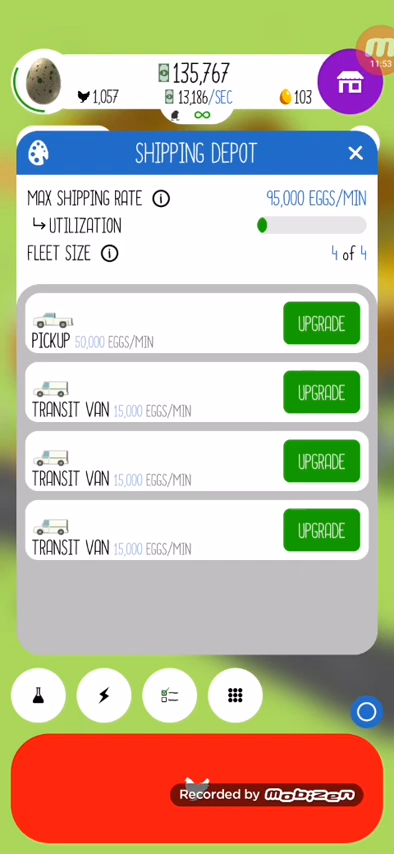 135,767
11:53
1,057
13,186/SEC
103
∞
SHIPPING DEPOT
MAX SHIPPING RATE
95,000 EGGS/MIN
UTILIZATION
FLEET SIZE
4 of 4
PICKUP 50,000 EGGS/MIN
UPGRADE
TRANSIT VAN 15,000 EGGS/MIN
UPGRADE
TRANSIT VAN 15,000 EGGS/MIN
UPGRADE
TRANSIT VAN 15,000 EGGS/MIN
UPGRADE
Recorded by mobizen